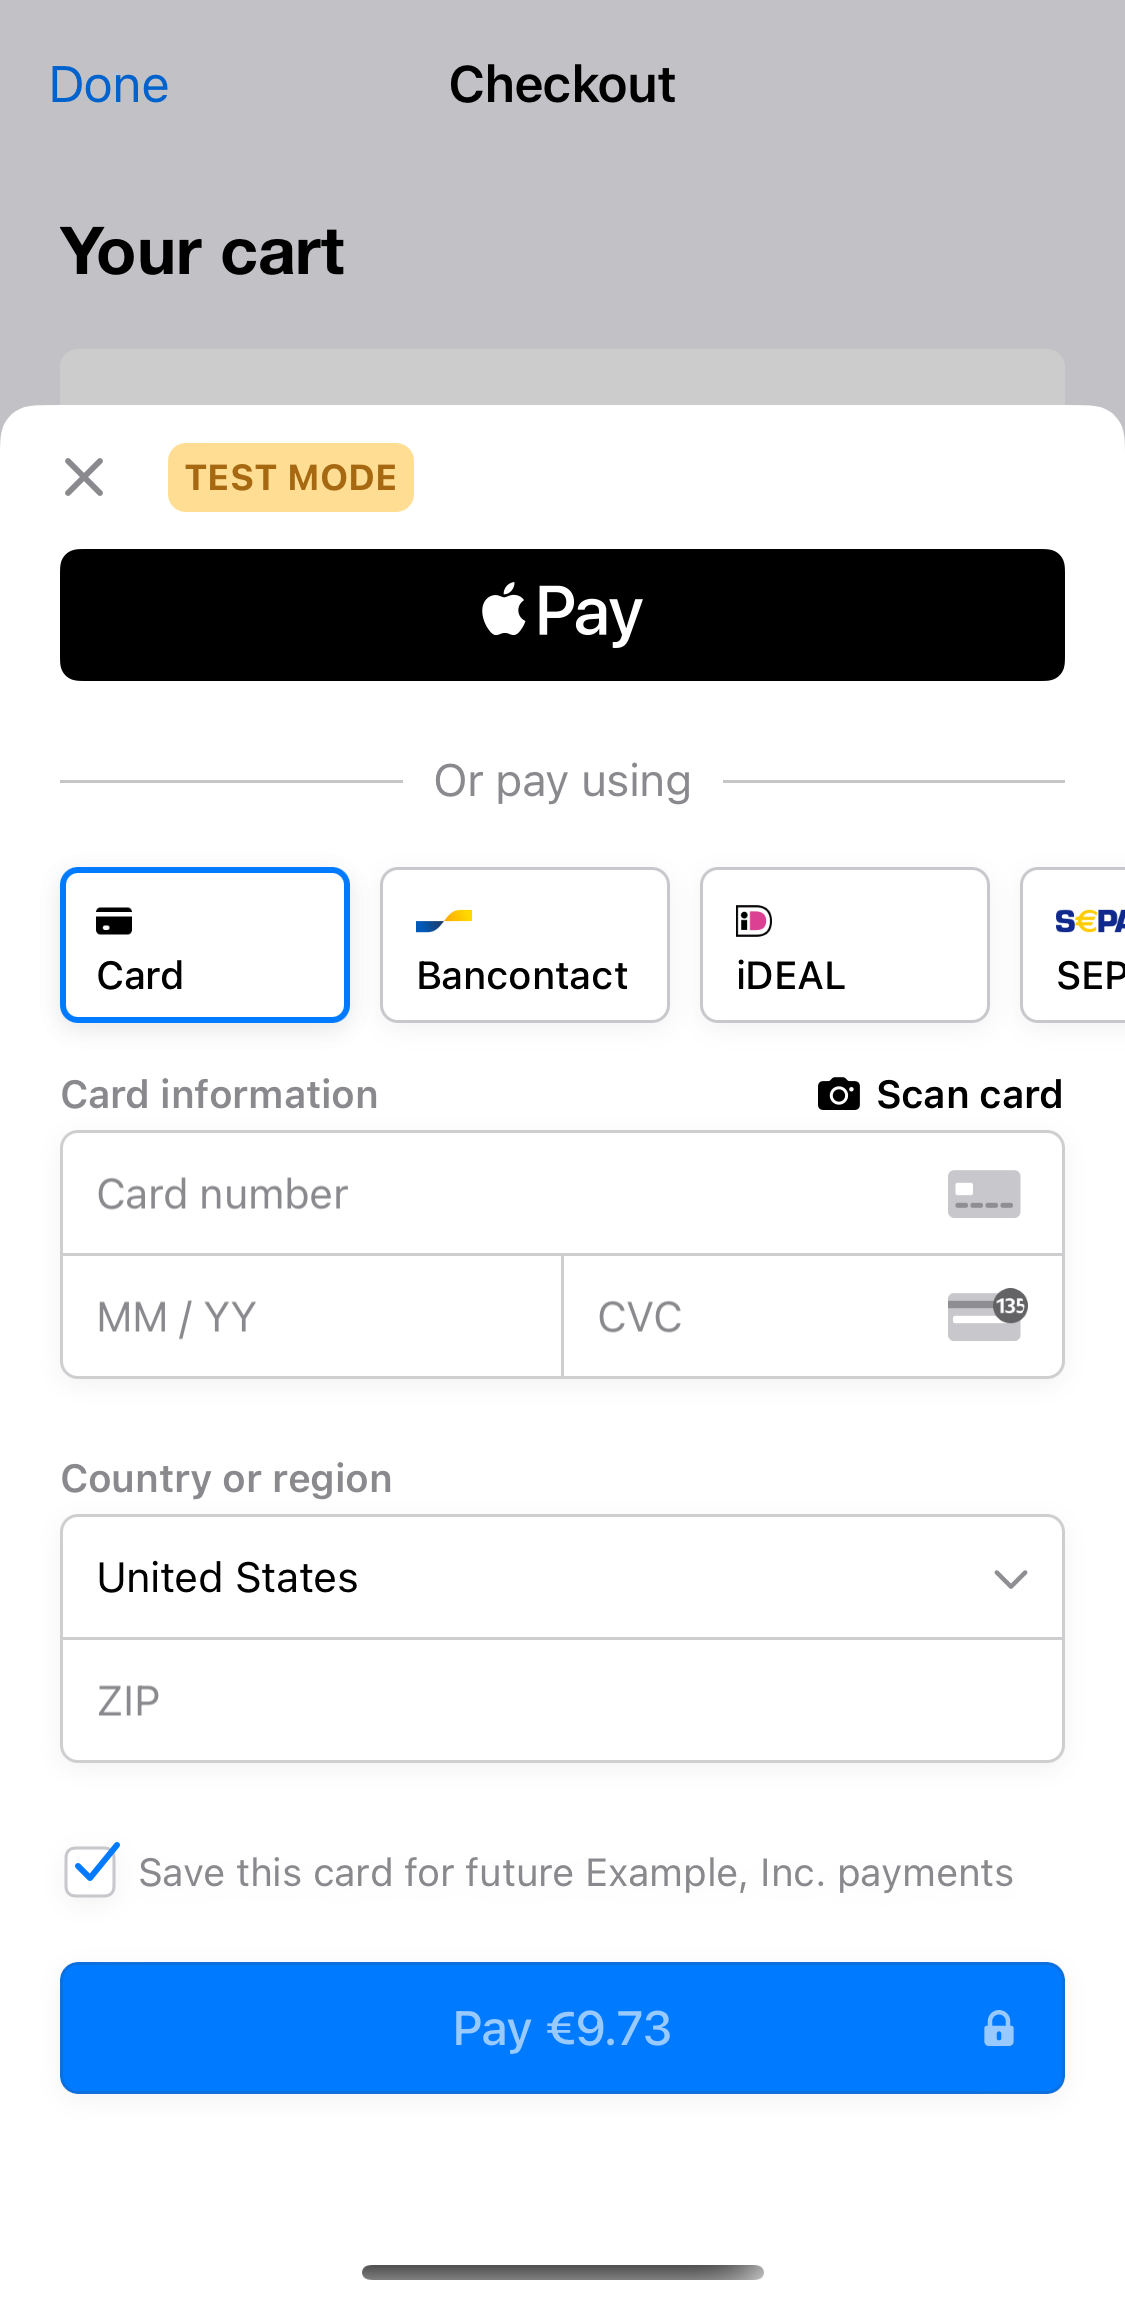 Done
Checkout
Your cart
TEST MODE
Pay
Or pay using
Card
Bancontact
iD
iDEAL
S€PA
SEP
Card information
Scan card
Card number
MM / YY
CVC
135
Country or region
United States
ZIP
Save this card for future Example, Inc. payments
Pay €9.73